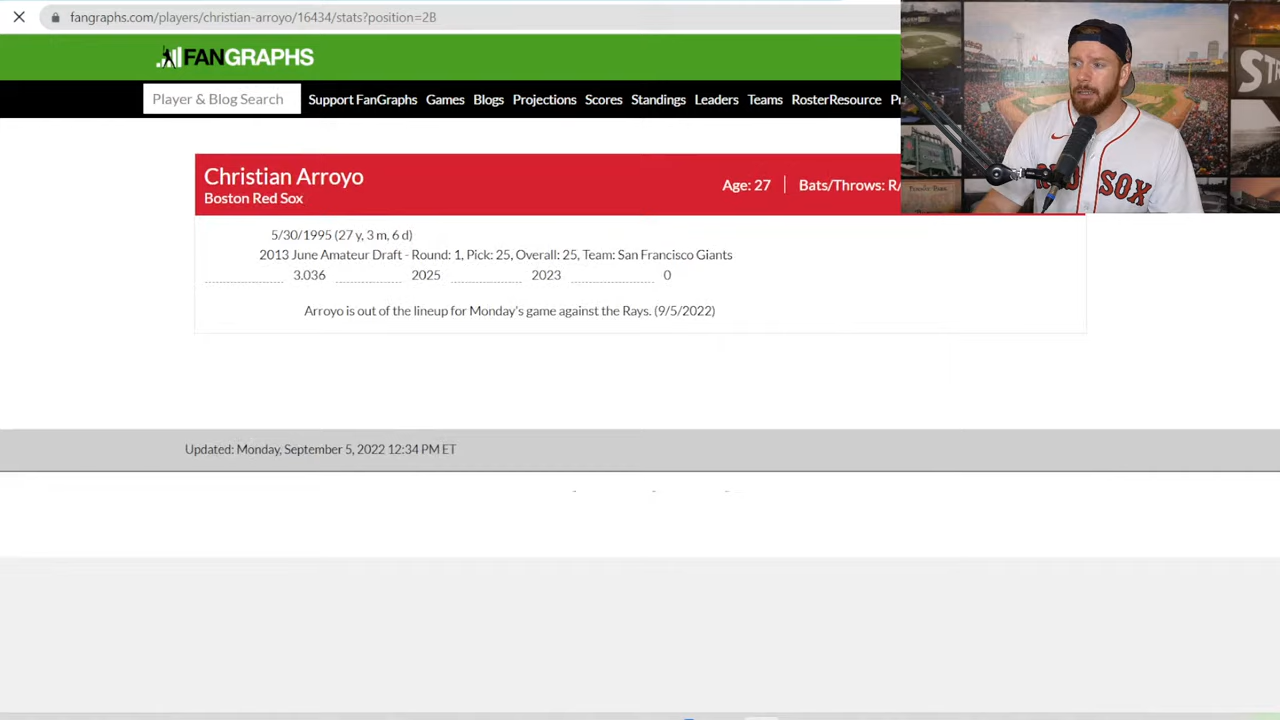 fangraphs.com/players/christian-arroyo/16434/stats?position=2B
FANGRAPHS
Player & Blog Search Support FanGraphs Games Blogs Projections Scores Standings Leaders Teams RosterResource
Christian Arroyo
Boston Red Sox
Age: 27 Bats/Throws: R/
5/30/1995 (27 y, 3 m, 6 d)
2013 June Amateur Draft - Round: 1, Pick: 25, Overall: 25, Team: San Francisco Giants
3.036 2025 2023 0
Arroyo is out of the lineup for Monday's game against the Rays. (9/5/2022)
Updated: Monday, September 5, 2022 12:34 PM ET
RED SOX